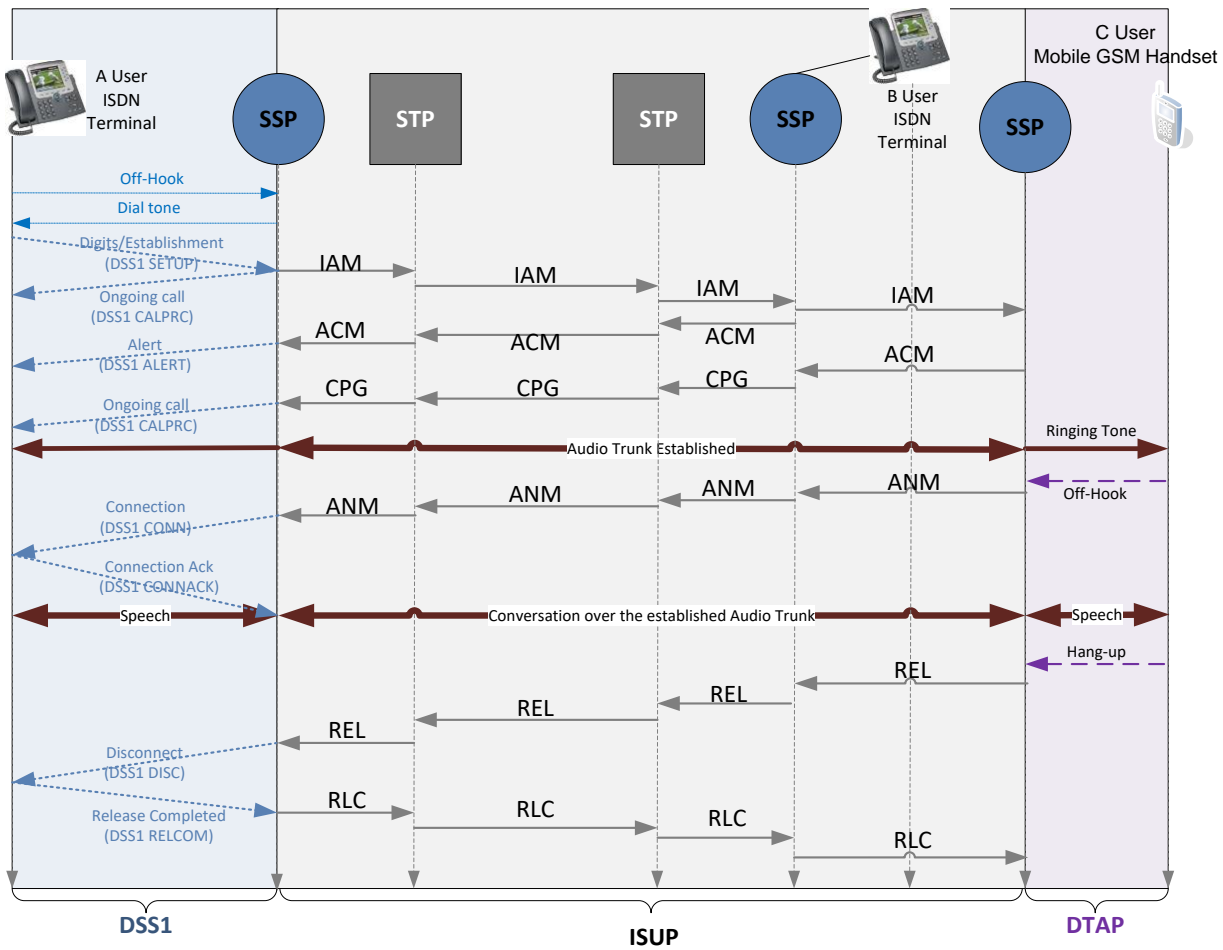 A User
ISDN
Terminal
SSP
STP
STP
SSP
B User
ISDN
Terminal
SSP
C User
Mobile GSM Handset
Off-Hook
Dial tone
Digits/Establishment
(DSS1 SETUP)
IAM
IAM
IAM
IAM
Ongoing call
(DSS1 CALPRC)
ACM
ACM
ACM
ACM
Alert
(DSS1 ALERT)
CPG
CPG
CPG
Ongoing call
(DSS1 CALPRC)
Audio Trunk Established
Ringing Tone
Off-Hook
ANM
ANM
ANM
ANM
Connection
(DSS1 CONN)
Connection Ack
(DSS1 CONNACK)
Speech
Conversation over the established Audio Trunk
Speech
Hang-up
REL
REL
REL
REL
Disconnect
(DSS1 DISC)
Release Completed
(DSS1 RELCOM)
RLC
RLC
RLC
RLC
DSS1
ISUP
DTAP